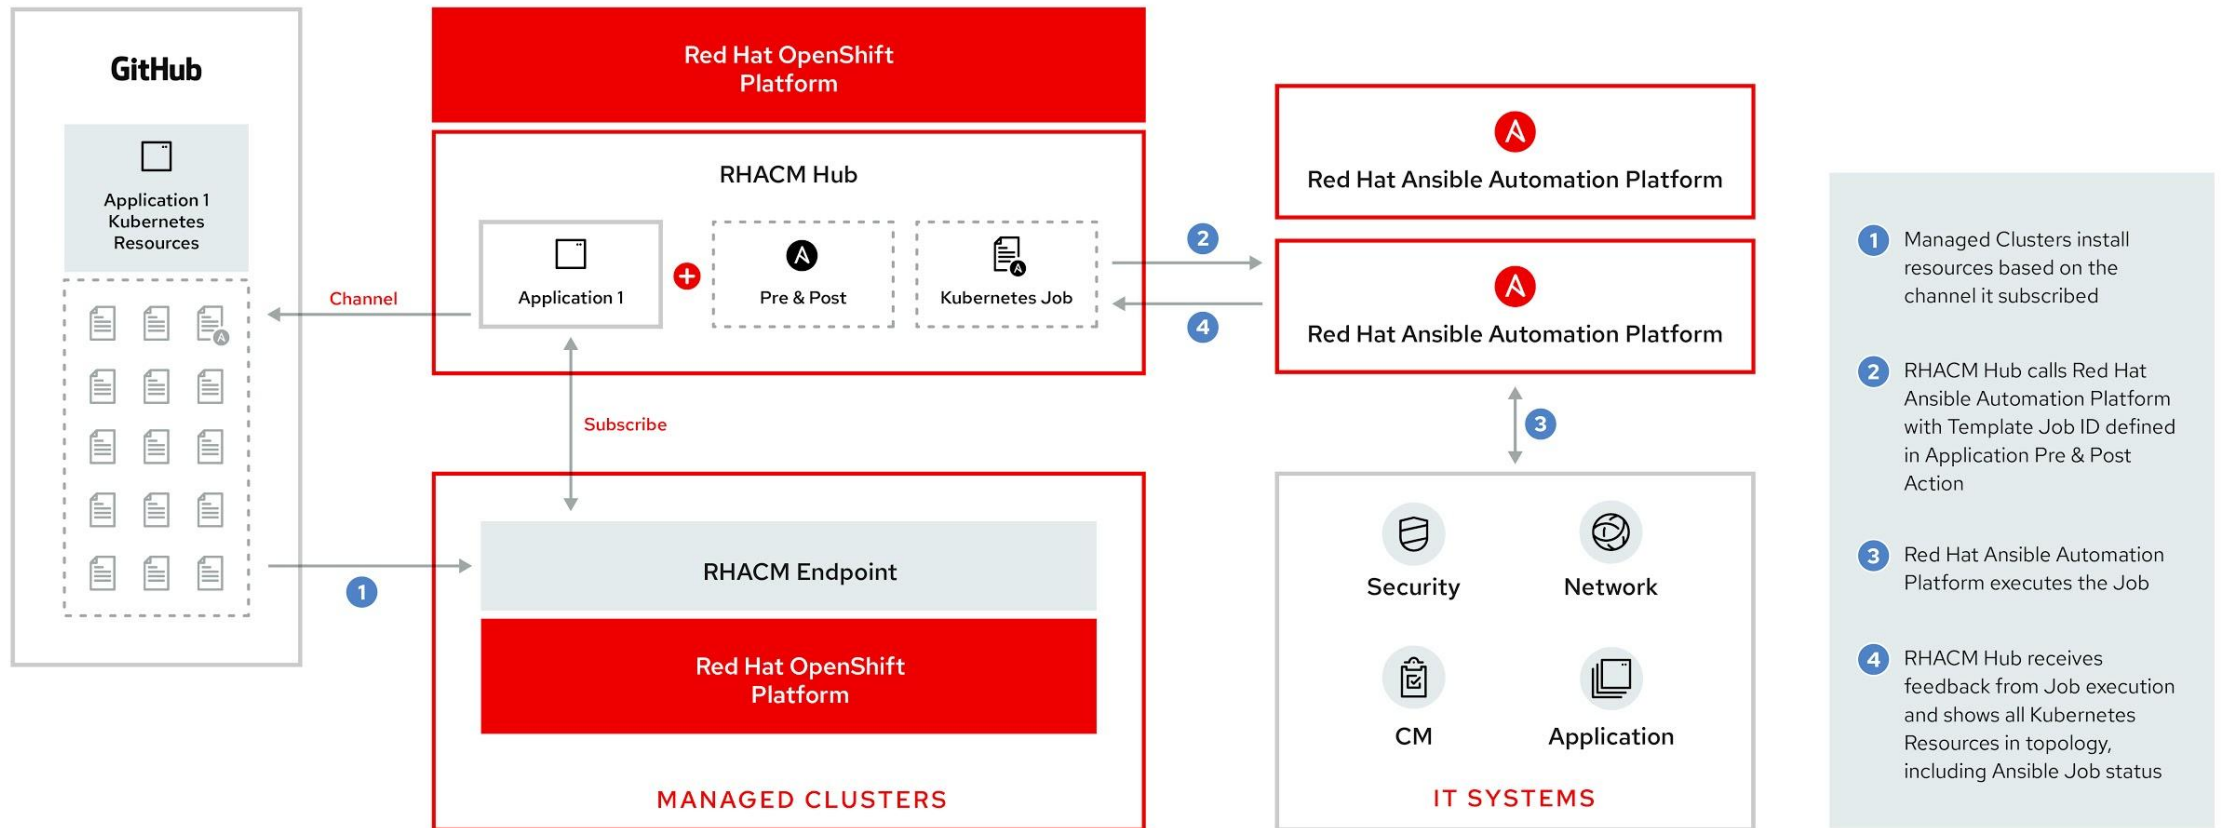 GitHub
Application 1
Kubernetes
Resources
Channel
Red Hat OpenShift
Platform
RHACM Hub
Application 1
Pre & Post
Kubernetes Job
Subscribe
1
RHACM Endpoint
Red Hat OpenShift
Platform
MANAGED CLUSTERS
2
4
Red Hat Ansible Automation Platform
Red Hat Ansible Automation Platform
3
Security
Network
CM
Application
IT SYSTEMS
1 Managed Clusters install
resources based on the
channel it subscribed
2 RHACM Hub calls Red Hat
Ansible Automation Platform
with Template Job ID defined
in Application Pre & Post
Action
3 Red Hat Ansible Automation
Platform executes the Job
4 RHACM Hub receives
feedback from Job execution
and shows all Kubernetes
Resources in topology,
including Ansible Job status